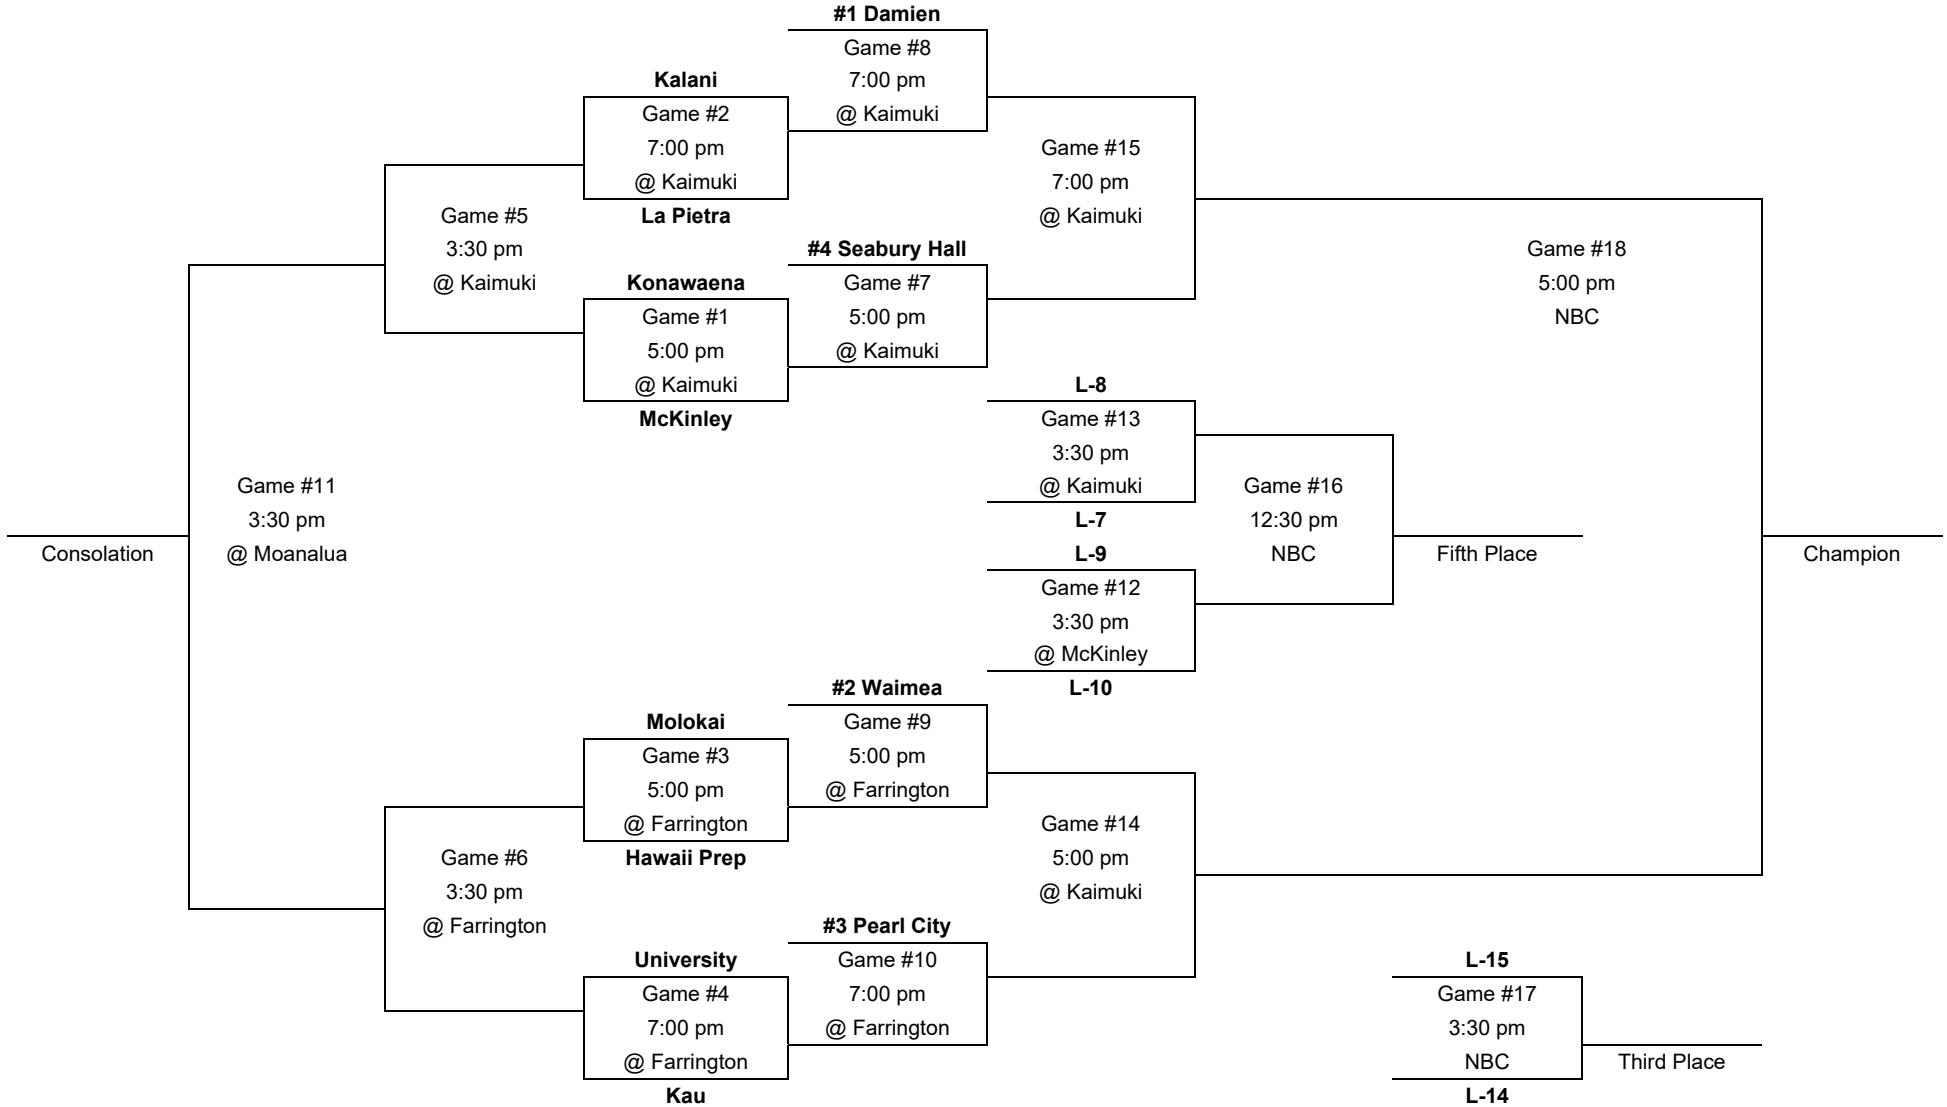 #1 Damien
Game #8
7:00 pm
@ Kaimuki
Kalani
Game #2
7:00 pm
@ Kaimuki
La Pietra
Game #15
7:00 pm
@ Kaimuki
Game #5
3:30 pm
@ Kaimuki
#4 Seabury Hall
Game #7
5:00 pm
@ Kaimuki
Konawaena
Game #1
5:00 pm
@ Kaimuki
McKinley
Game #18
5:00 pm
NBC
L-8
Game #13
3:30 pm
@ Kaimuki
L-7
Game #11
3:30 pm
@ Moanalua
Consolation
Game #16
12:30 pm
NBC
Fifth Place
Champion
L-9
Game #12
3:30 pm
@ McKinley
L-10
#2 Waimea
Game #9
5:00 pm
@ Farrington
Molokai
Game #3
5:00 pm
@ Farrington
Hawaii Prep
Game #14
5:00 pm
@ Kaimuki
Game #6
3:30 pm
@ Farrington
#3 Pearl City
Game #10
7:00 pm
@ Farrington
University
Game #4
7:00 pm
@ Farrington
Kau
L-15
Game #17
3:30 pm
NBC
L-14
Third Place